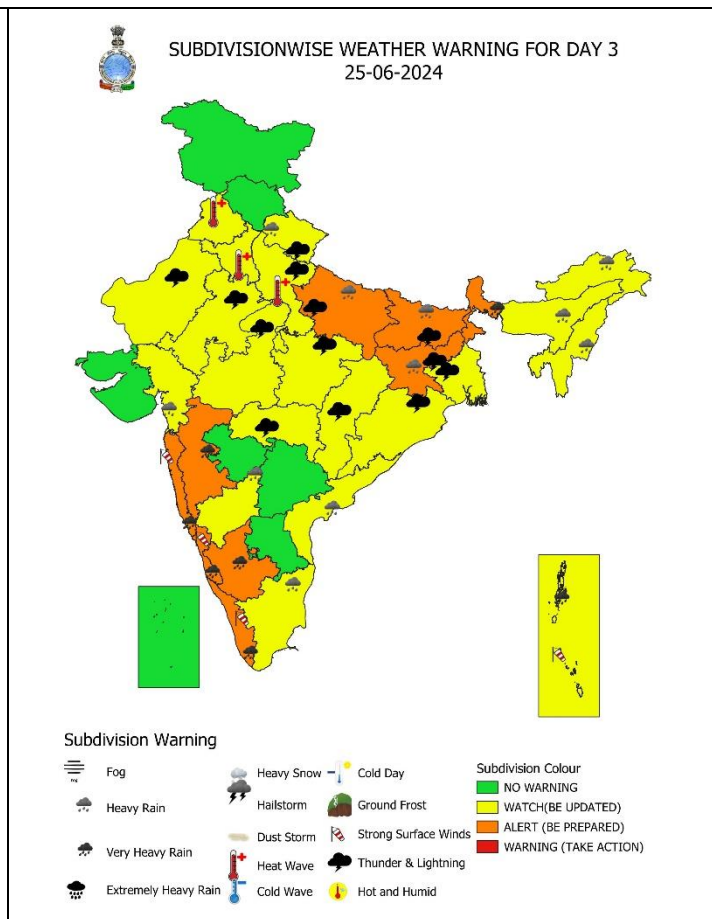 SUBDIVISIONWISE WEATHER WARNING FOR DAY 3
25-06-2024
Subdivision Warning
Fog
Heavy Rain
Very Heavy Rain
Extremely Heavy Rain
Heavy Snow
Hailstorm
Dust Storm
Heat Wave
Cold Wave
Cold Day
Ground Frost
Strong Surface Winds
Thunder & Lightning
Hot and Humid
Subdivision Colour
NO WARNING
WATCH(BE UPDATED)
ALERT (BE PREPARED)
WARNING (TAKE ACTION)